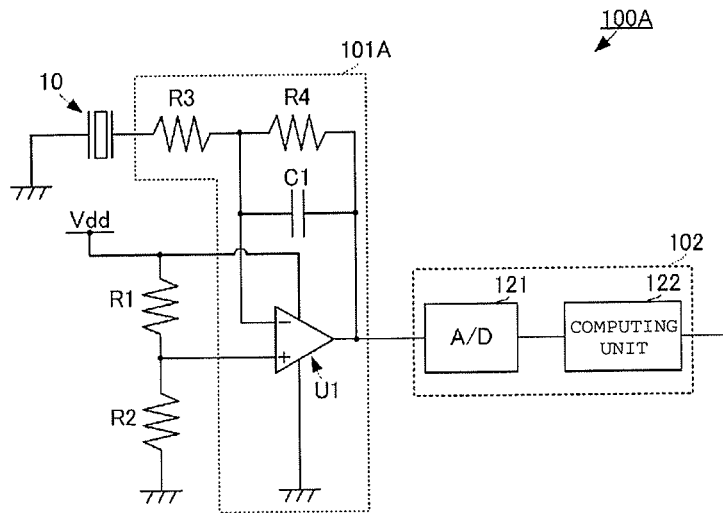 100A
101A
10
R3
R4
C1
Vdd
102
R1
121
122
A/D
COMPUTING
UNIT
−
+
U1
R2